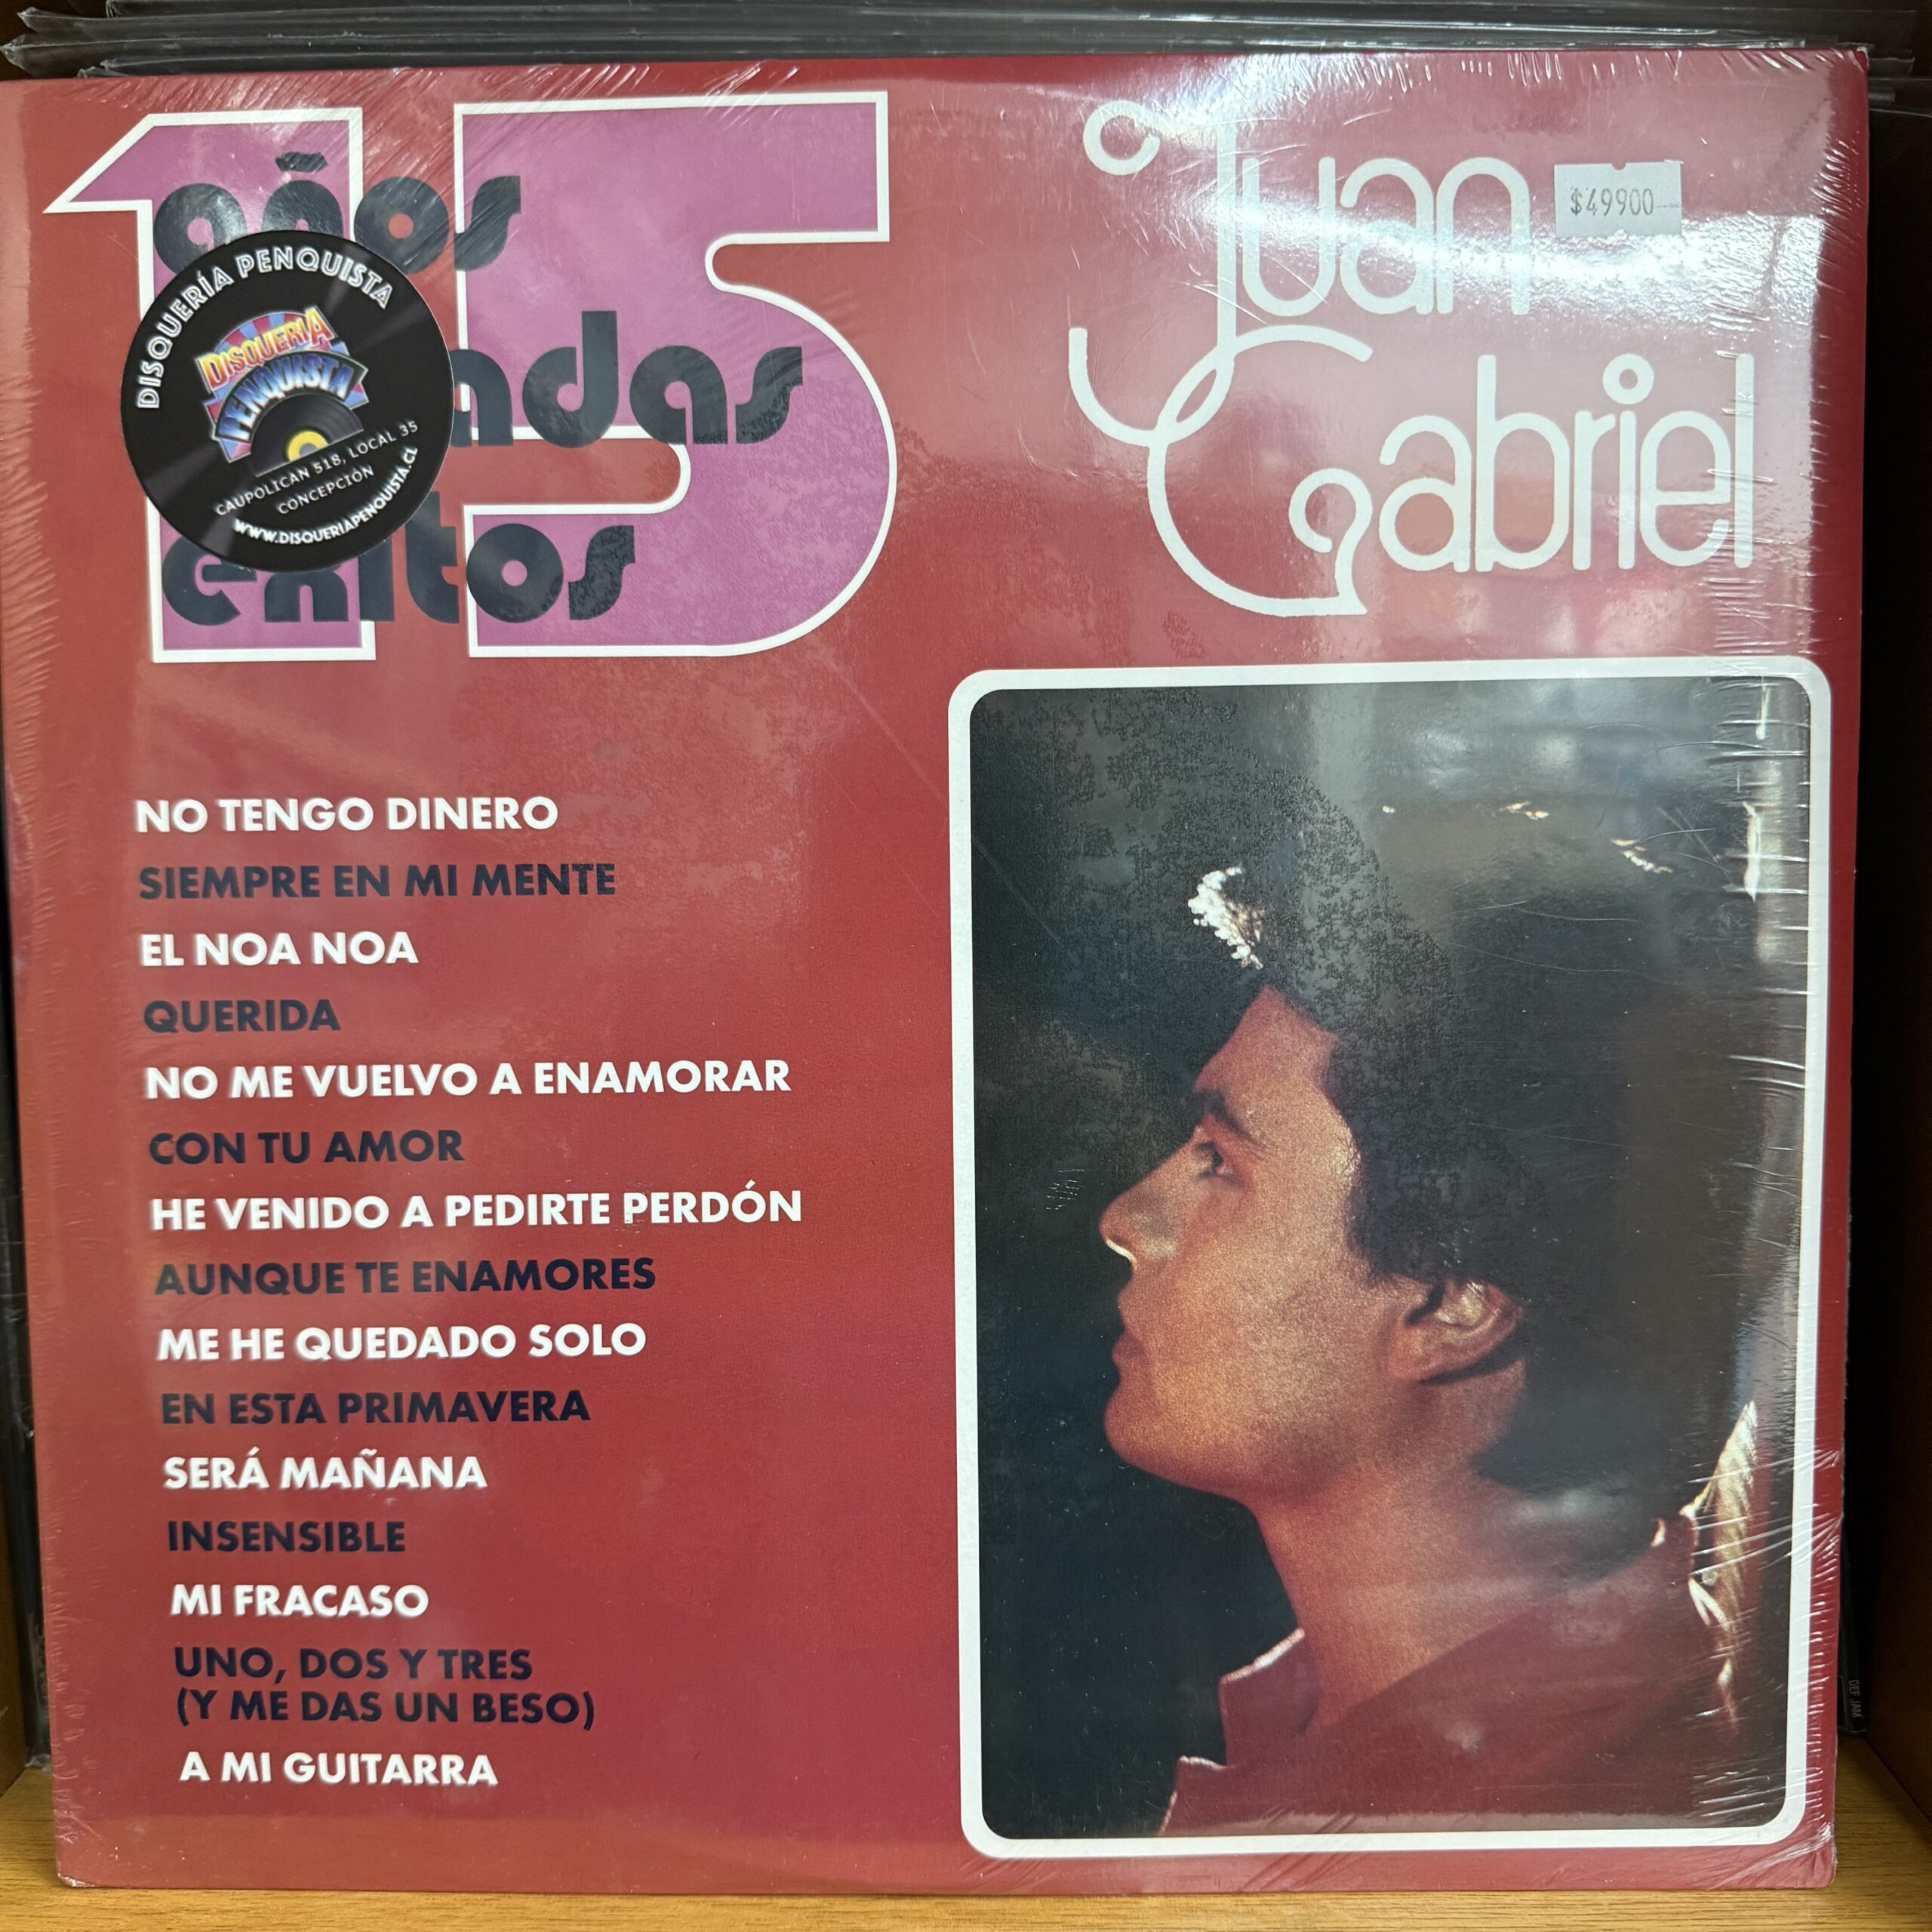 15
años
éxitos
Juan
Gabriel
$49900
DISQUERÍA PENQUISTA
DISQUERIA
PENQUISTA
CAUPOLICAN 518, LOCAL 35
CONCEPCIÓN
WWW.DISQUERIAPENQUISTA.CL
NO TENGO DINERO
SIEMPRE EN MI MENTE
EL NOA NOA
QUERIDA
NO ME VUELVO A ENAMORAR
CON TU AMOR
HE VENIDO A PEDIRTE PERDÓN
AUNQUE TE ENAMORES
ME HE QUEDADO SOLO
EN ESTA PRIMAVERA
SERÁ MAÑANA
INSENSIBLE
MI FRACASO
UNO, DOS Y TRES
(Y ME DAS UN BESO)
A MI GUITARRA
DEF JAM